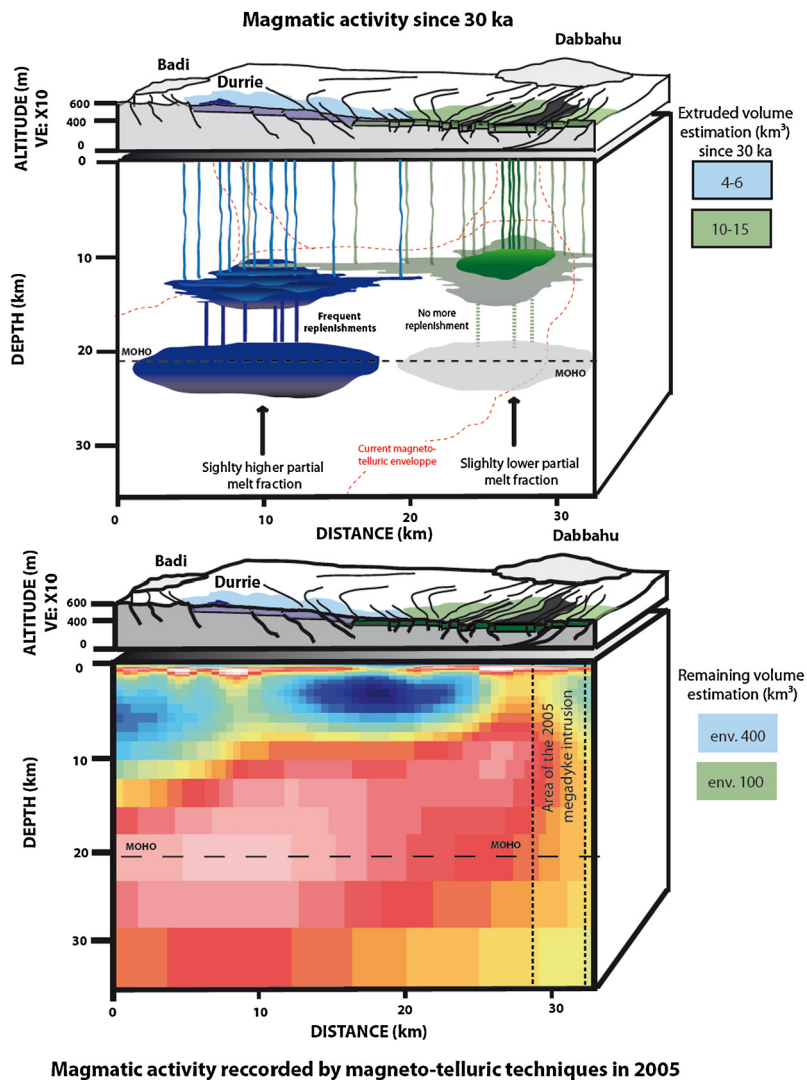 Magmatic activity since 30 ka
Dabbahu
Badi
Durrie
ALTITUDE (m)
VE: X10
600
400
0
0
Extruded volume
estimation (km³)
since 30 ka
4-6
10-15
10
DEPTH (km)
Frequent
replenishments
No more
replenishment
20
MOHO
MOHO
30
Current magneto-
telluric enveloppe
Sighlty higher partial
melt fraction
Slighlty lower partial
melt fraction
0
10
20
30
DISTANCE (km)
Dabbahu
Badi
Durrie
ALTITUDE (m)
VE: X10
600
400
0
0
Remaining volume
estimation (km³)
env. 400
env. 100
10
DEPTH (km)
Area of the 2005
megadyke intrusion
20
MOHO
MOHO
30
0
10
20
30
DISTANCE (km)
Magmatic activity reccorded by magneto-telluric techniques in 2005